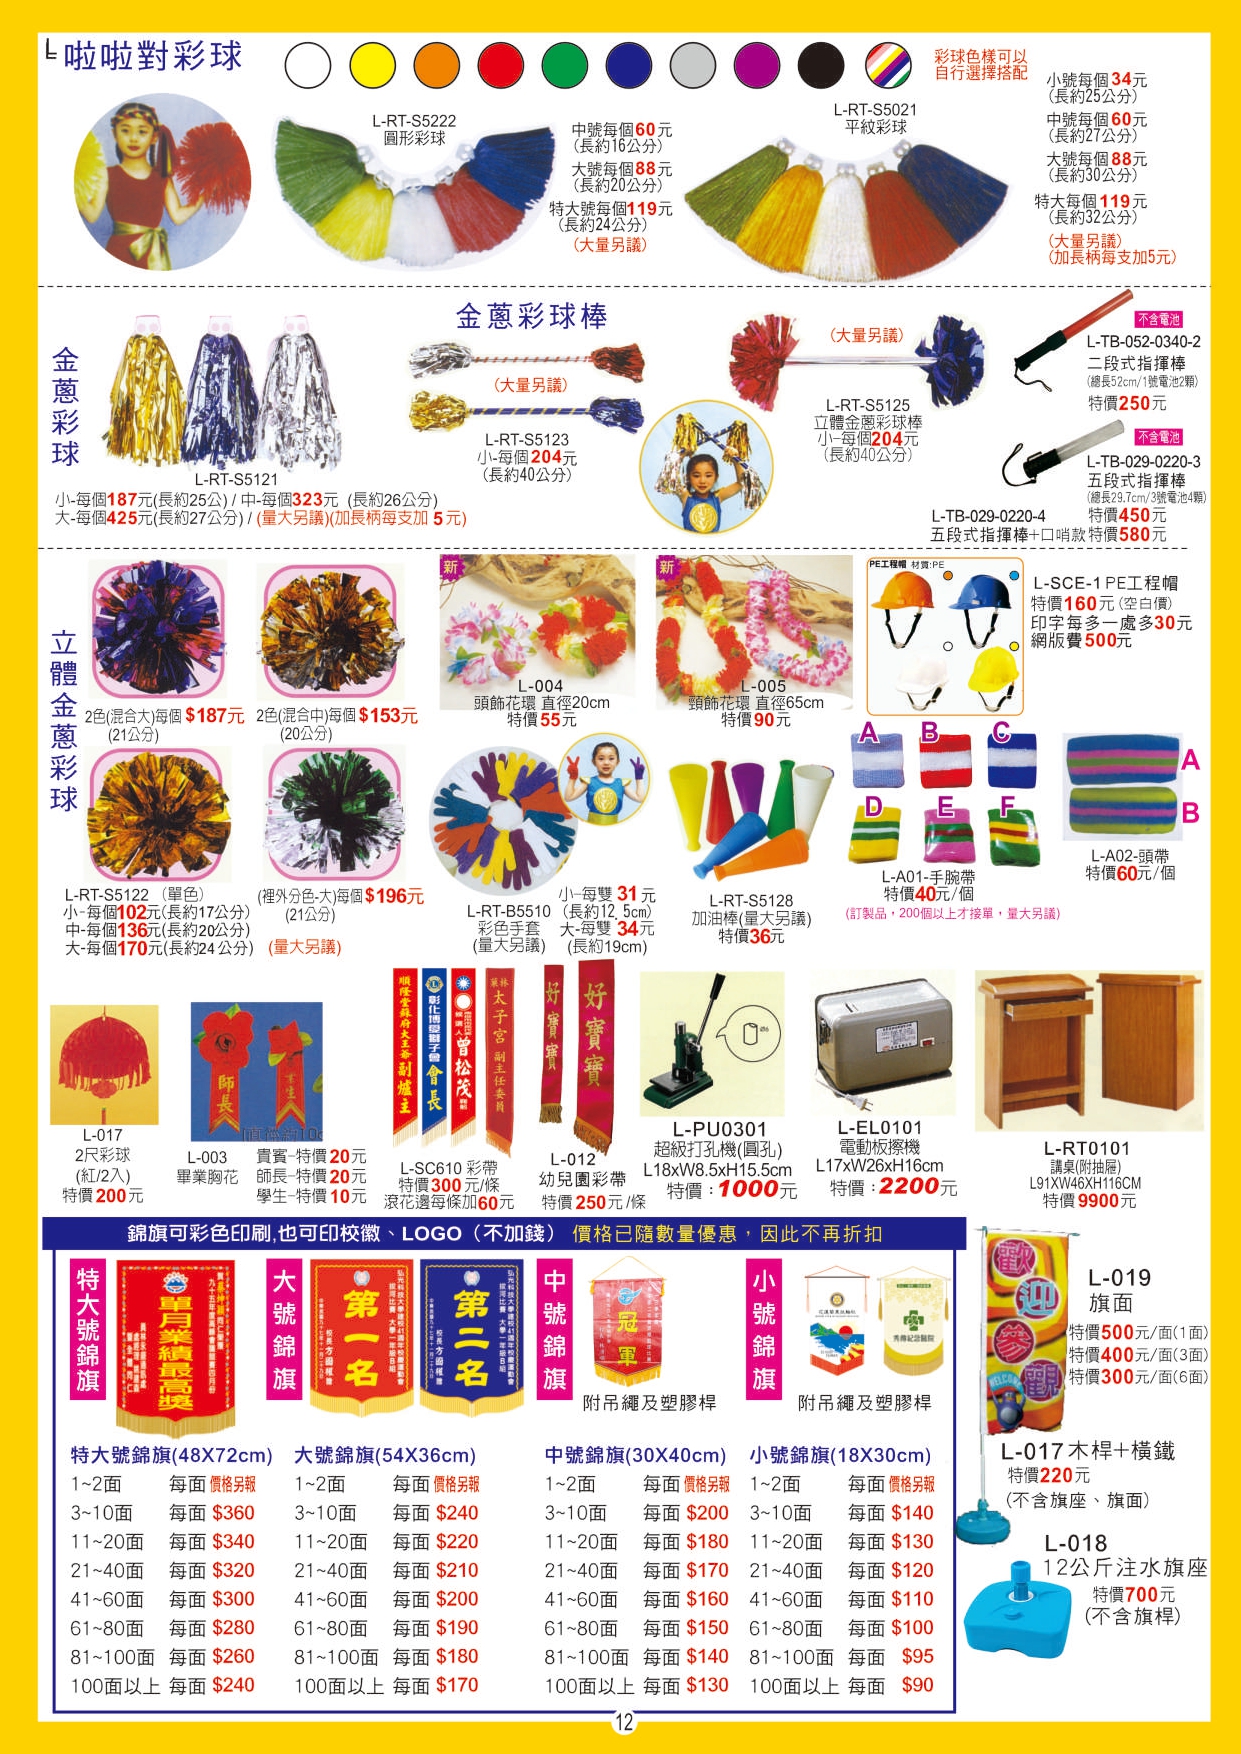 L 啦啦對彩球
彩球色樣可以
自行選擇搭配
L-RT-S5222
圓形彩球
中號每個60元
(長約16公分)
大號每個88元
(長約20公分)
特大號每個119元
(長約24公分)
(大量另議)
L-RT-S5021
平紋彩球
小號每個34元
(長約25公分)
中號每個60元
(長約27公分)
大號每個88元
(長約30公分)
特大每個119元
(長約32公分)
(大量另議)
(加長柄每支加5元)
金蔥彩球
L-RT-S5121
小-每個187元(長約25公) / 中-每個323元 (長約26公分)
大-每個425元(長約27公分) / (量大另議)(加長柄每支加 5元)
金蔥彩球棒
(大量另議)
L-RT-S5123
小-每個204元
(長約40公分)
(大量另議)
L-RT-S5125
立體金蔥彩球棒
小-每個204元
(長約40公分)
不含電池
L-TB-052-0340-2
二段式指揮棒
(總長52cm/1號電池2顆)
特價250元
不含電池
L-TB-029-0220-3
五段式指揮棒
(總長29.7cm/3號電池4顆)
特價450元
L-TB-029-0220-4
五段式指揮棒+口哨款特價580元
立體金蔥彩球
2色(混合大)每個$187元
(21公分)
2色(混合中)每個$153元
(20公分)
L-RT-S5122 (單色)
小-每個102元(長約17公分)
中-每個136元(長約20公分)
大-每個170元(長約24公分)
(裡外分色-大)每個$196元
(21公分)
(量大另議)
新
L-004
頭飾花環 直徑20cm
特價55元
新
L-005
頸飾花環 直徑65cm
特價90元
PE工程帽 材質:PE
L-SCE-1 PE工程帽
特價160元(空白價)
印字每多一處多30元
網版費500元
L-RT-B5510
彩色手套
(量大另議)
小-每雙31元
(長約12.5cm)
大-每雙34元
(長約19cm)
L-RT-S5128
加油棒(量大另議)
特價36元
A
B
C
D
E
F
L-A01-手腕帶
特價40元/個
(訂製品，200個以上才接單，量大另議)
A
B
L-A02-頭帶
特價60元/個
L-017
2尺彩球
(紅/2入)
特價200元
師長
L-003
畢業胸花
貴賓-特價20元
師長-特價20元
學生-特價10元
順隆堂蘇府大王爺副爐主
彰化博愛獅子會 會長
曾松茂
太子宮 副主任委員
L-SC610 彩帶
特價300元/條
滾花邊每條加60元
好寶寶
好寶寶
L-012
幼兒園彩帶
特價250元/條
L-PU0301
超級打孔機(圓孔)
L18xW8.5xH15.5cm
特價：1000元
L-EL0101
電動板擦機
L17xW26xH16cm
特價：2200元
L-RT0101
講桌(附抽屜)
L91XW46XH116CM
特價9900元
錦旗可彩色印刷,也可印校徽、LOGO（不加錢） 價格已隨數量優惠，因此不再折扣
特大號錦旗
單月業績最高獎
大號錦旗
第一名
第二名
中號錦旗
冠軍
附吊繩及塑膠桿
小號錦旗
秀傳紀念醫院
附吊繩及塑膠桿
特大號錦旗(48X72cm)
1~2面 每面價格另報
3~10面 每面 $360
11~20面 每面 $340
21~40面 每面 $320
41~60面 每面 $300
61~80面 每面 $280
81~100面 每面 $260
100面以上 每面 $240
大號錦旗(54X36cm)
1~2面 每面價格另報
3~10面 每面 $240
11~20面 每面 $220
21~40面 每面 $210
41~60面 每面 $200
61~80面 每面 $190
81~100面 每面 $180
100面以上 每面 $170
中號錦旗(30X40cm)
1~2面 每面價格另報
3~10面 每面 $200
11~20面 每面 $180
21~40面 每面 $170
41~60面 每面 $160
61~80面 每面 $150
81~100面 每面 $140
100面以上 每面 $130
小號錦旗(18X30cm)
1~2面 每面價格另報
3~10面 每面 $140
11~20面 每面 $130
21~40面 每面 $120
41~60面 每面 $110
61~80面 每面 $100
81~100面 每面 $95
100面以上 每面 $90
歡迎參觀
WELCOME
L-019
旗面
特價500元/面(1面)
特價400元/面(3面)
特價300元/面(6面)
L-017木桿+橫鐵
特價220元
(不含旗座、旗面)
L-018
12公斤注水旗座
特價700元
(不含旗桿)
12